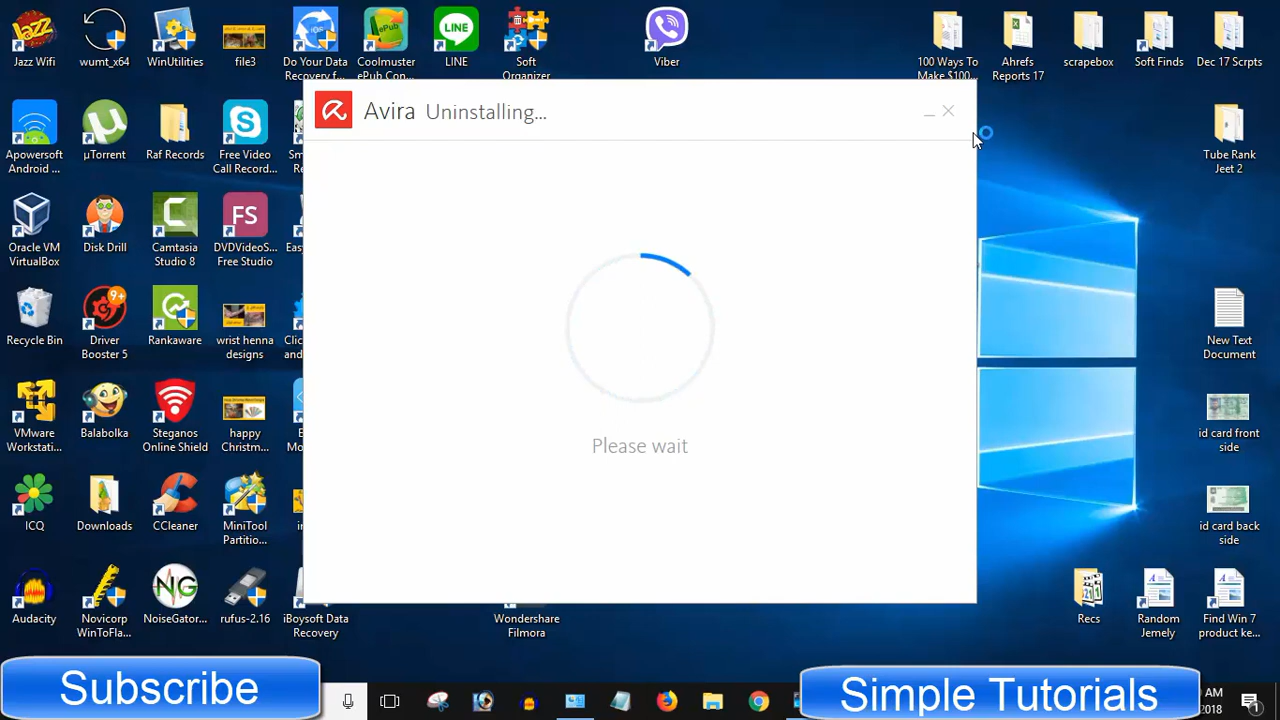 Jazz Wifi
wumt_x64
WinUtilities
file3
Do Your Data
Recovery f...
Coolmuster
ePub Con...
LINE
Soft
Organizer
Viber
100 Ways To
Make $100...
Ahrefs
Reports 17
scrapebox
Soft Finds
Dec 17 Scrpts
Avira Uninstalling...
Apowersoft
Android ...
µTorrent
Raf Records
Free Video
Call Record...
Tube Rank
Jeet 2
FS
Oracle VM
VirtualBox
Disk Drill
Camtasia
Studio 8
DVDVideoS...
Free Studio
9+
Recycle Bin
Driver
Booster 5
Rankaware
wrist henna
designs
New Text
Document
Please wait
VMware
Workstati...
Balabolka
Steganos
Online Shield
happy
Christm...
id card front
side
ICQ
Downloads
CCleaner
MiniTool
Partitio...
id card back
side
NG
Audacity
Novicorp
WinToFla...
NoiseGator...
rufus-2.16
iBoysoft Data
Recovery
Wondershare
Filmora
Recs
Random
Jemely
Find Win 7
product ke...
Subscribe
Simple Tutorials
AM
2018